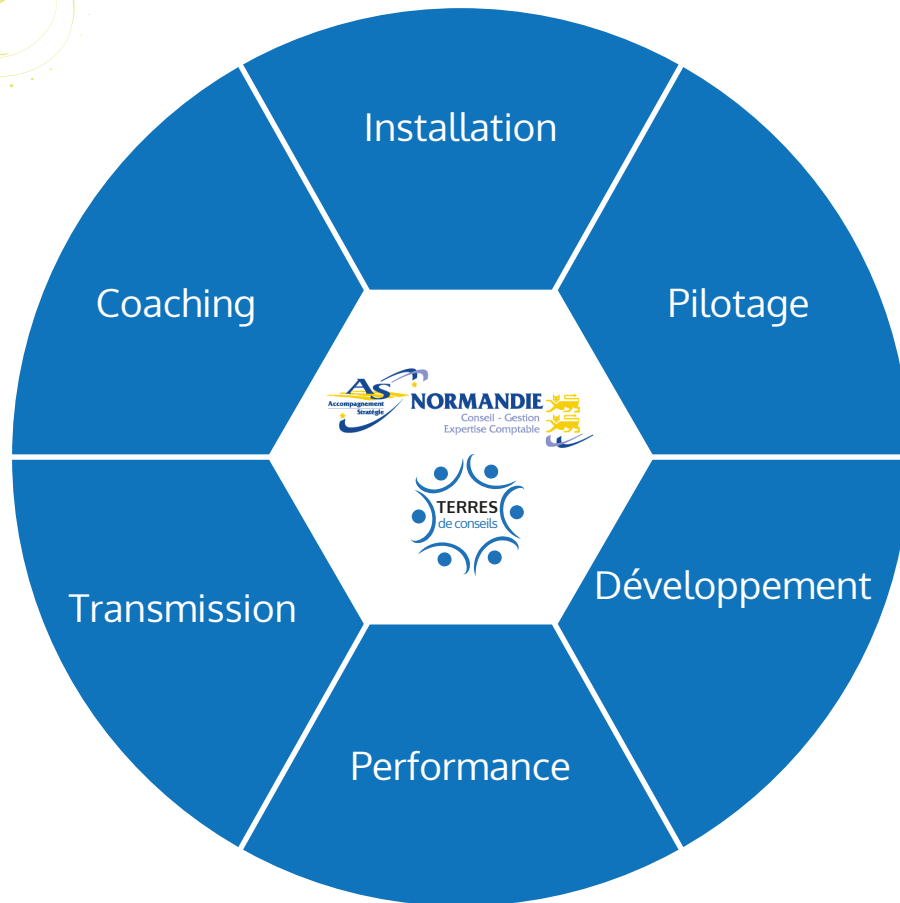 Installation
Coaching
Pilotage
AS
Accompagnement
Stratégie
NORMANDIE
Conseil - Gestion
Expertise Comptable
TERRES
de conseils
Développement
Transmission
Performance